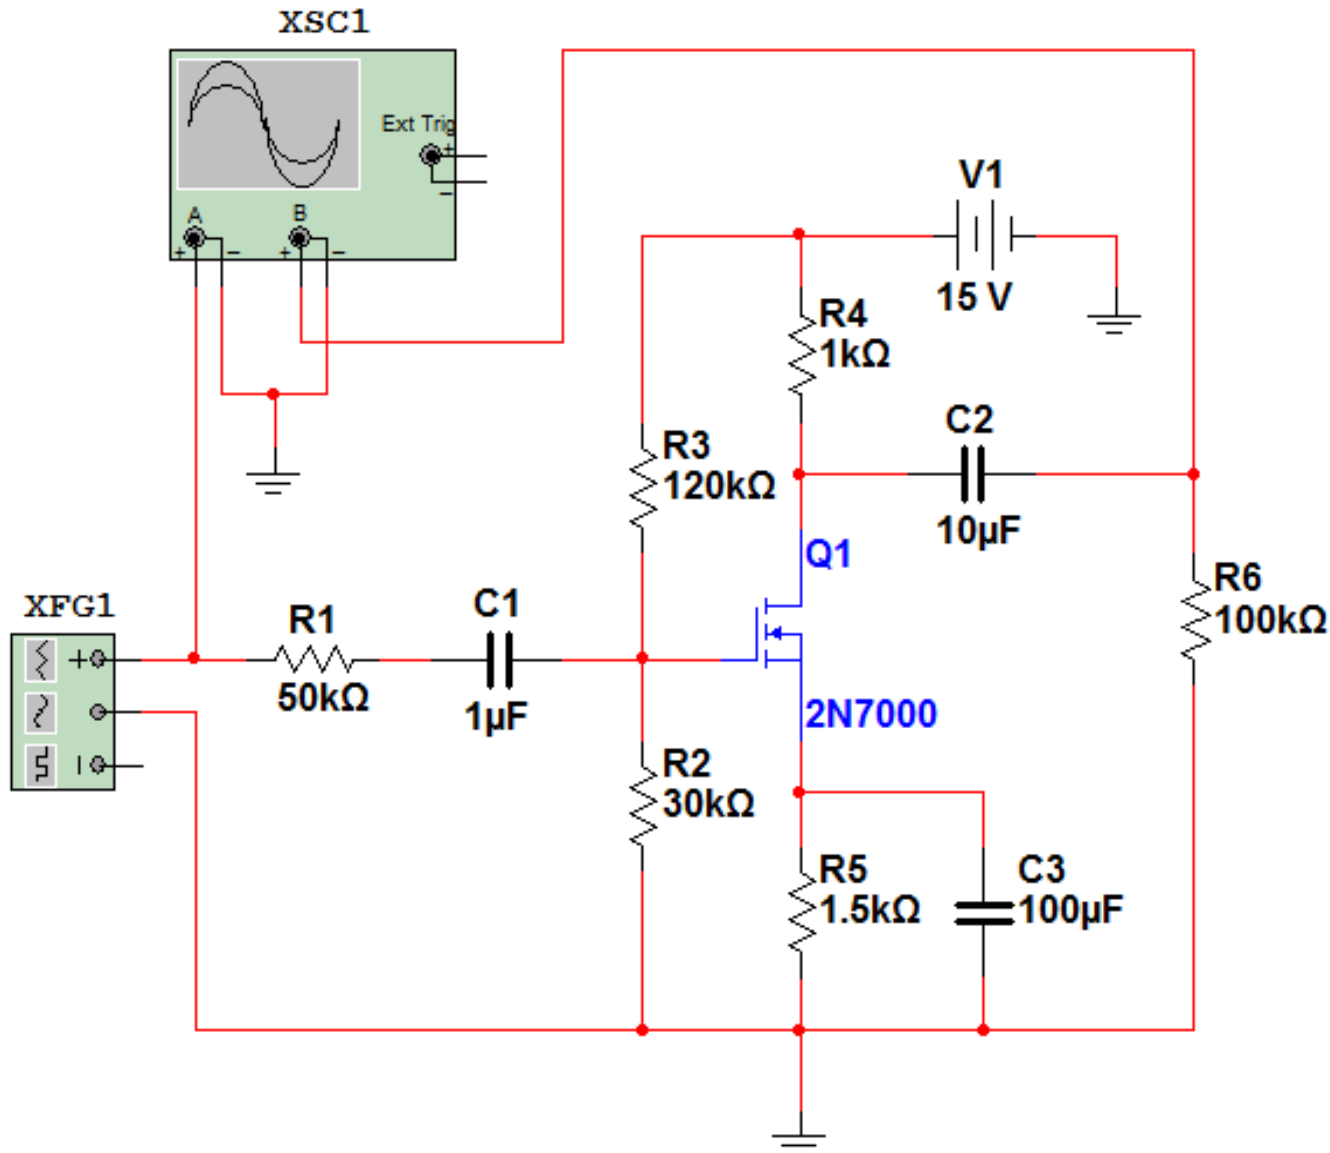 XSC1
Ext Trig
+
−
A
B
+
−
+
−
V1
15 V
R4
1kΩ
R3
120kΩ
C2
10µF
Q1
2N7000
R6
100kΩ
XFG1
+
R1
50kΩ
C1
1µF
R2
30kΩ
R5
1.5kΩ
C3
100µF